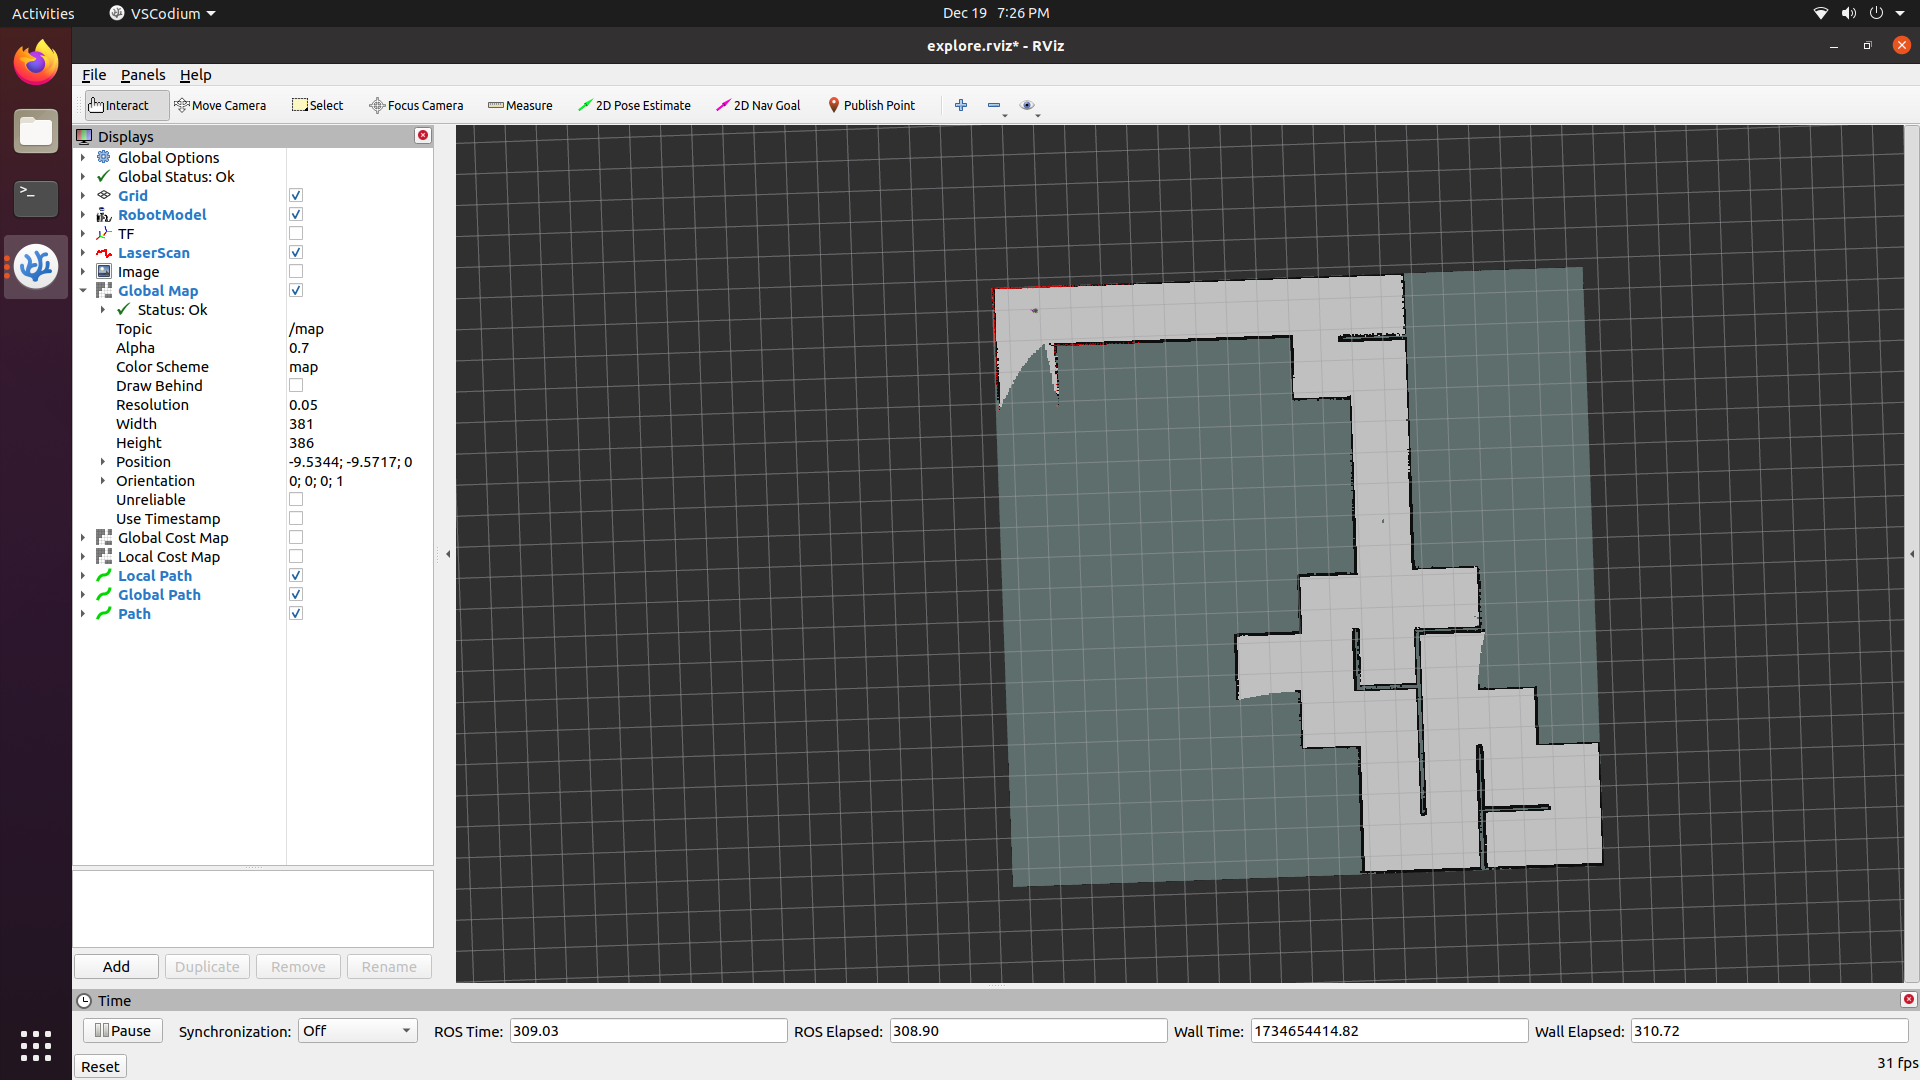 Activities VSCodium Dec 19 7:26 PM
explore.rviz* - RViz
File Panels Help
Interact Move Camera Select Focus Camera Measure 2D Pose Estimate 2D Nav Goal Publish Point
Displays
Global Options
Global Status: Ok
Grid
RobotModel
TF
LaserScan
Image
Global Map
Status: Ok
Topic /map
Alpha 0.7
Color Scheme map
Draw Behind
Resolution 0.05
Width 381
Height 386
Position -9.5344; -9.5717; 0
Orientation 0; 0; 0; 1
Unreliable
Use Timestamp
Global Cost Map
Local Cost Map
Local Path
Global Path
Path
Add Duplicate Remove Rename
Time
Pause Synchronization: Off ROS Time: 309.03 ROS Elapsed: 308.90 Wall Time: 1734654414.82 Wall Elapsed: 310.72
Reset 31 fps